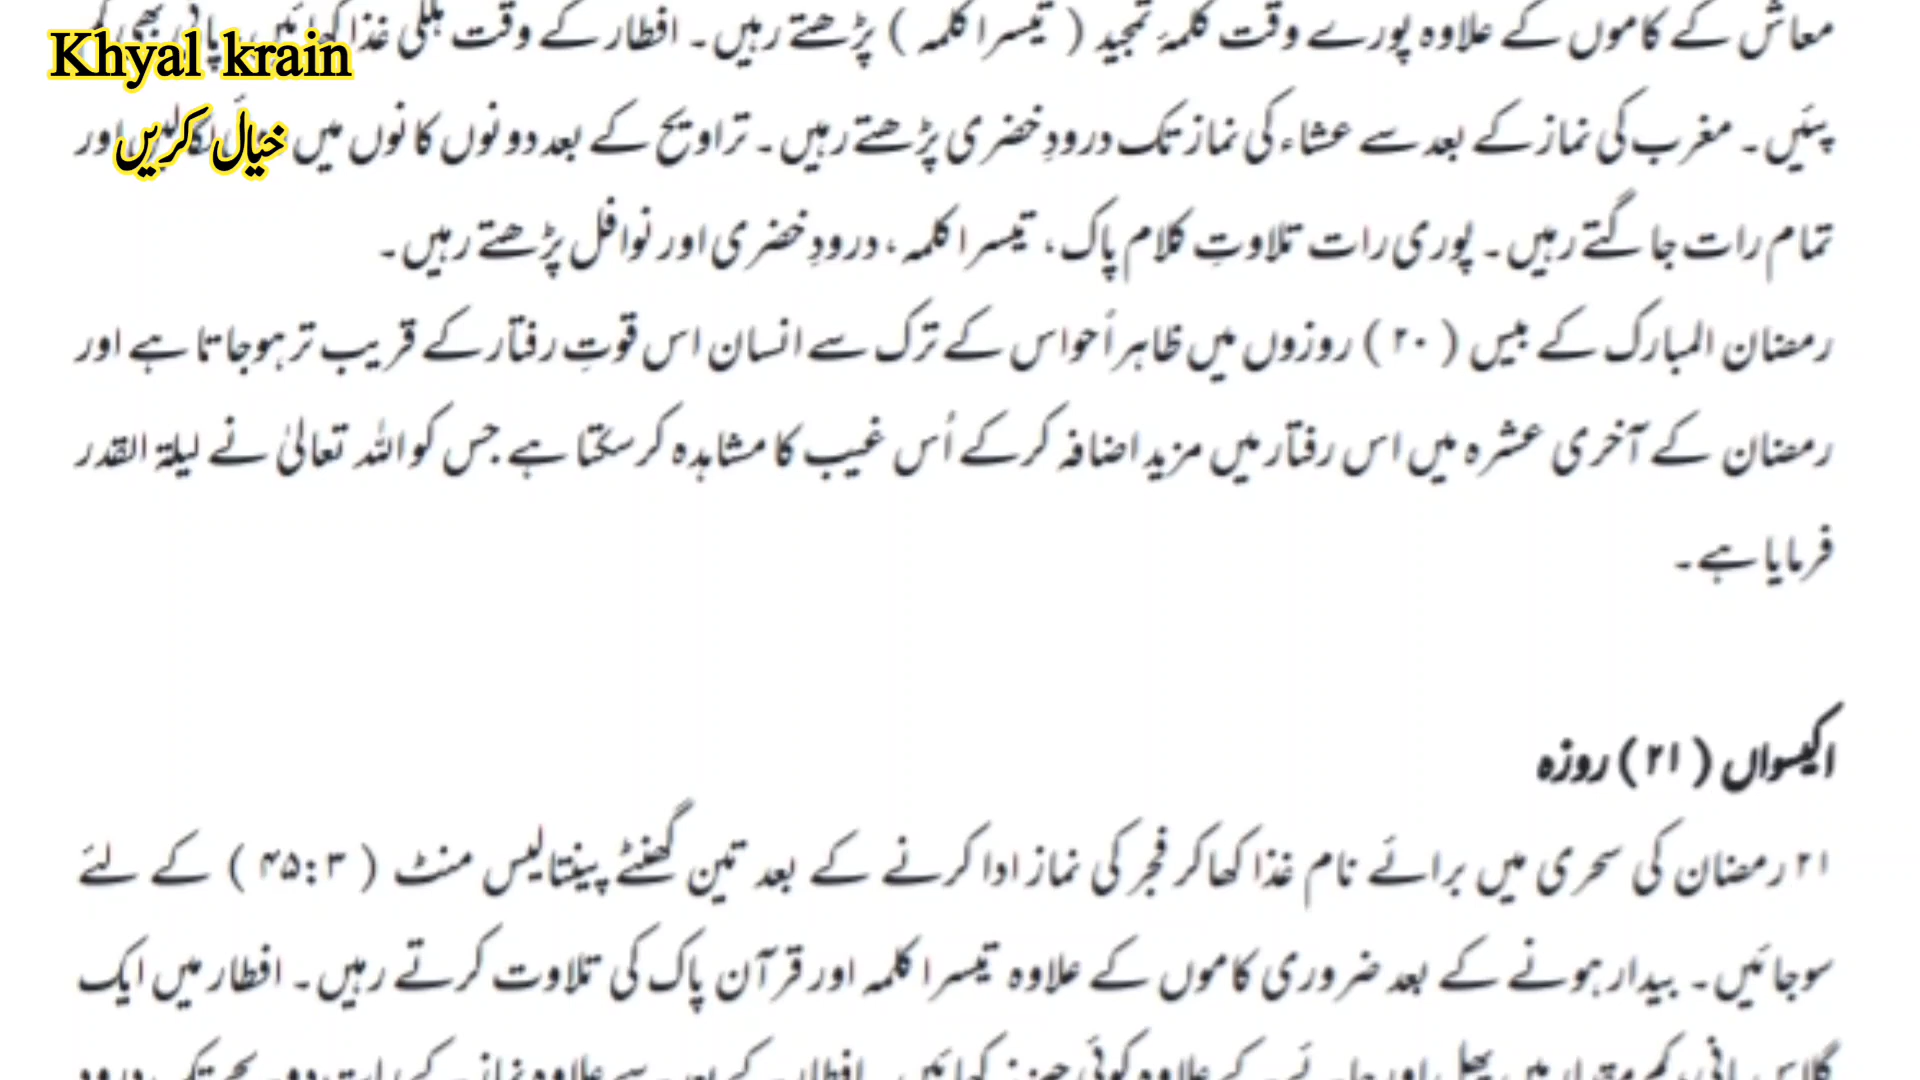 Khyal krain
خیال کریں
معاش کے کاموں کے علاوہ پورے وقت کلمۂ تمجید ( تیسرا کلمہ ) پڑھتے رہیں۔ افطار کے وقت ہلکی غذا کھائیں، پانی بھی کم
پئیں۔ مغرب کی نماز کے بعد سے عشاء کی نماز تک درودِ خضری پڑھتے رہیں۔ تراویح کے بعد دونوں کانوں میں اور
تمام رات جاگتے رہیں۔ پوری رات تلاوتِ کلام پاک، تیسرا کلمہ، درودِ خضری اور نوافل پڑھتے رہیں۔
رمضان المبارک کے بیس ( ۲۰ ) روزوں میں ظاہراً حواس کے ترک سے انسان اس قوتِ رفتار کے قریب تر ہوجاتا ہے اور
رمضان کے آخری عشرہ میں اس رفتار میں مزید اضافہ کرکے اُس غیب کا مشاہدہ کرسکتا ہے جس کو اللہ تعالیٰ نے لیلۃ القدر
فرمایا ہے۔
اکیسواں ( ۲۱ ) روزہ
۲۱ رمضان کی سحری میں برائے نام غذا کھا کر فجر کی نماز ادا کرنے کے بعد تین گھنٹے پینتالیس منٹ ( ۳:۴۵ ) کے لئے
سوجائیں۔ بیدار ہونے کے بعد ضروری کاموں کے علاوہ تیسرا کلمہ اور قرآن پاک کی تلاوت کرتے رہیں۔ افطار میں ایک